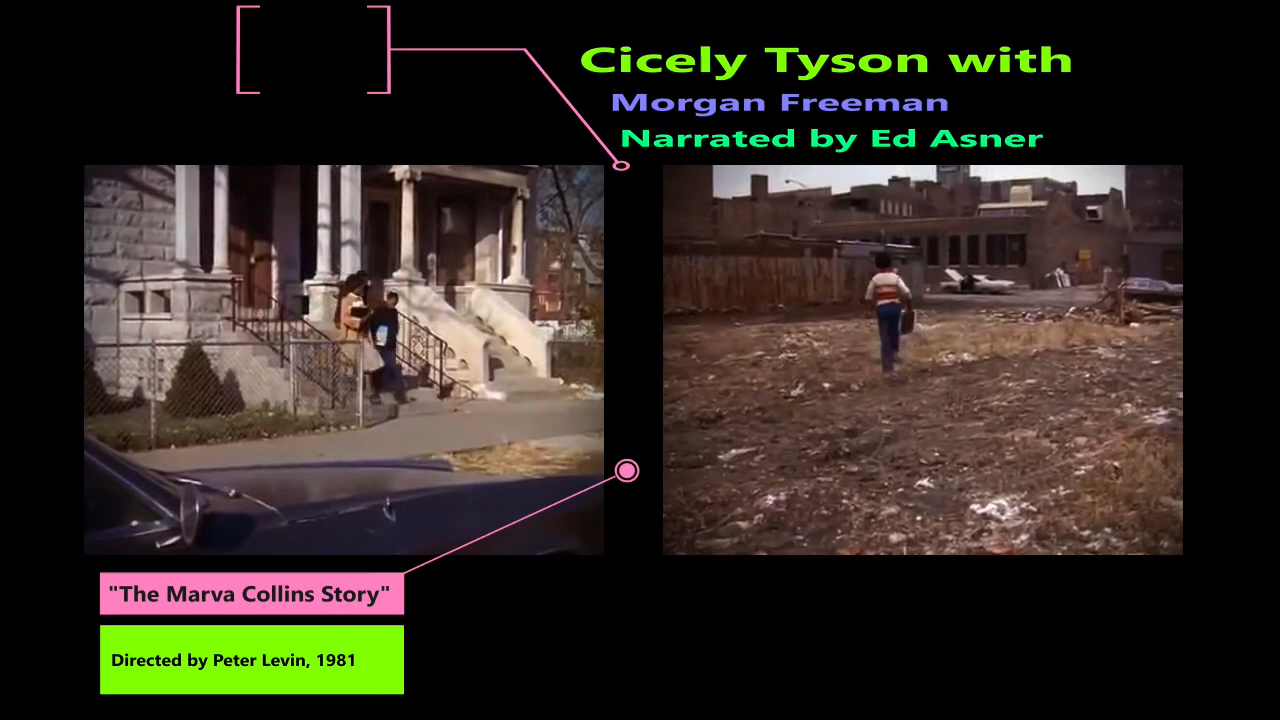 Cicely Tyson with
Morgan Freeman
Narrated by Ed Asner
"The Marva Collins Story"
Directed by Peter Levin, 1981